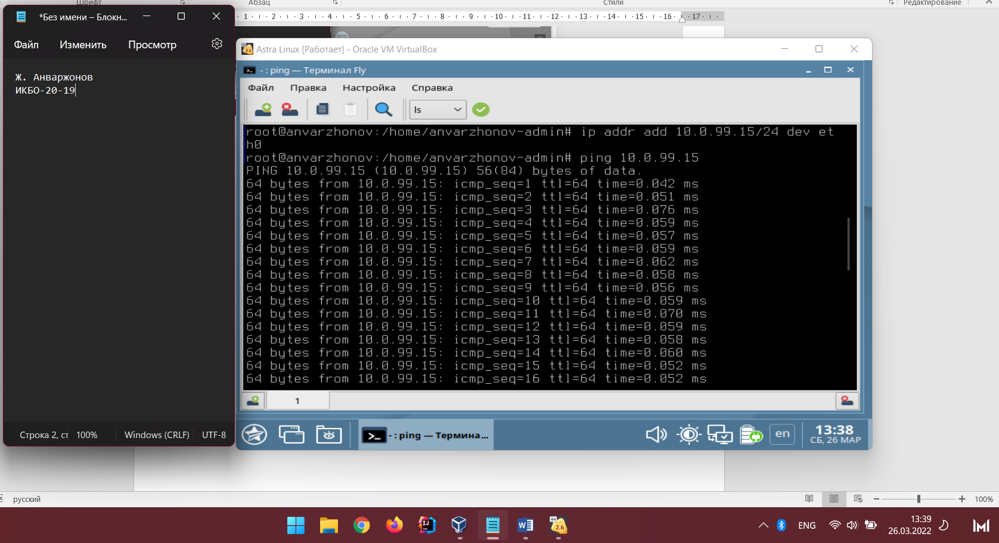 Шрифт
Абзац
Стили
Редактирование
1 2 3 4 5 6 7 8 9 10 11 12 13 14 15 16 17
*Без имени – Блокн...
Файл Изменить Просмотр
Ж. Анваржонов
ИКБО-20-19
Строка 2, ст 100% Windows (CRLF) UTF-8
Astra Linux [Работает] - Oracle VM VirtualBox
- : ping — Терминал Fly
Файл Правка Настройка Справка
ls
root@anvarzhonov:/home/anvarzhonov-admin# ip addr add 10.0.99.15/24 dev et
h0
root@anvarzhonov:/home/anvarzhonov-admin# ping 10.0.99.15
PING 10.0.99.15 (10.0.99.15) 56(84) bytes of data.
64 bytes from 10.0.99.15: icmp_seq=1 ttl=64 time=0.042 ms
64 bytes from 10.0.99.15: icmp_seq=2 ttl=64 time=0.051 ms
64 bytes from 10.0.99.15: icmp_seq=3 ttl=64 time=0.076 ms
64 bytes from 10.0.99.15: icmp_seq=4 ttl=64 time=0.059 ms
64 bytes from 10.0.99.15: icmp_seq=5 ttl=64 time=0.057 ms
64 bytes from 10.0.99.15: icmp_seq=6 ttl=64 time=0.059 ms
64 bytes from 10.0.99.15: icmp_seq=7 ttl=64 time=0.062 ms
64 bytes from 10.0.99.15: icmp_seq=8 ttl=64 time=0.058 ms
64 bytes from 10.0.99.15: icmp_seq=9 ttl=64 time=0.056 ms
64 bytes from 10.0.99.15: icmp_seq=10 ttl=64 time=0.059 ms
64 bytes from 10.0.99.15: icmp_seq=11 ttl=64 time=0.070 ms
64 bytes from 10.0.99.15: icmp_seq=12 ttl=64 time=0.059 ms
64 bytes from 10.0.99.15: icmp_seq=13 ttl=64 time=0.058 ms
64 bytes from 10.0.99.15: icmp_seq=14 ttl=64 time=0.060 ms
64 bytes from 10.0.99.15: icmp_seq=15 ttl=64 time=0.052 ms
64 bytes from 10.0.99.15: icmp_seq=16 ttl=64 time=0.052 ms
1
- : ping — Термина...
en
13:38
СБ, 26 МАР
русский
100%
ENG
13:39
26.03.2022